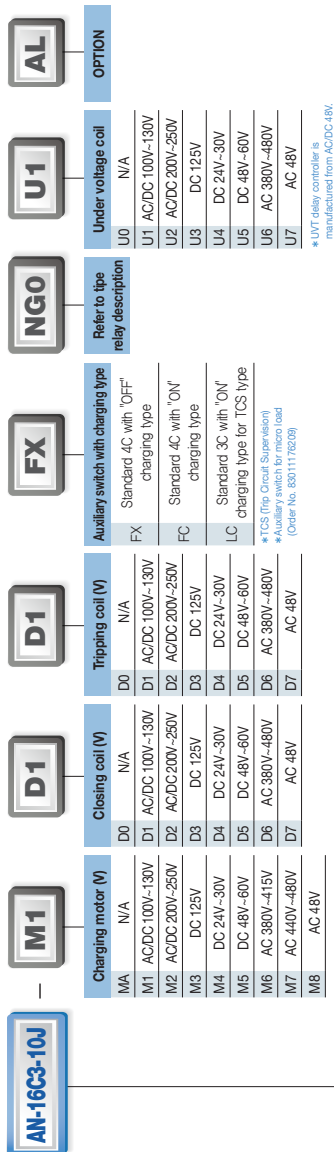 AN-16C3-10J
—
M1
D1
D1
FX
NG0
U1
AL
Charging motor (V)
MA N/A
M1 AC/DC 100V~130V
M2 AC/DC 200V~250V
M3 DC 125V
M4 DC 24V~30V
M5 DC 48V~60V
M6 AC 380V~415V
M7 AC 440V~480V
M8 AC 48V
Closing coil (V)
D0 N/A
D1 AC/DC 100V~130V
D2 AC/DC 200V~250V
D3 DC 125V
D4 DC 24V~30V
D5 DC 48V~60V
D6 AC 380V~480V
D7 AC 48V
Tripping coil (V)
D0 N/A
D1 AC/DC 100V~130V
D2 AC/DC 200V~250V
D3 DC 125V
D4 DC 24V~30V
D5 DC 48V~60V
D6 AC 380V~480V
D7 AC 48V
Auxiliary switch with charging type
FX Standard 4C with "OFF"
charging type
FC Standard 4C with "ON"
charging type
LC Standard 3C with "ON"
charging type for TCS type
* TCS (Trip Circuit Supervision)
* Auxiliary switch for micro load
(Order No. 83011176209)
Refer to tipe
relay description
Under voltage coil
U0 N/A
U1 AC/DC 100V~130V
U2 AC/DC 200V~250V
U3 DC 125V
U4 DC 24V~30V
U5 DC 48V~60V
U6 AC 380V~480V
U7 AC 48V
* UVT delay controller is
manufactured from AC/DC 48V.
OPTION